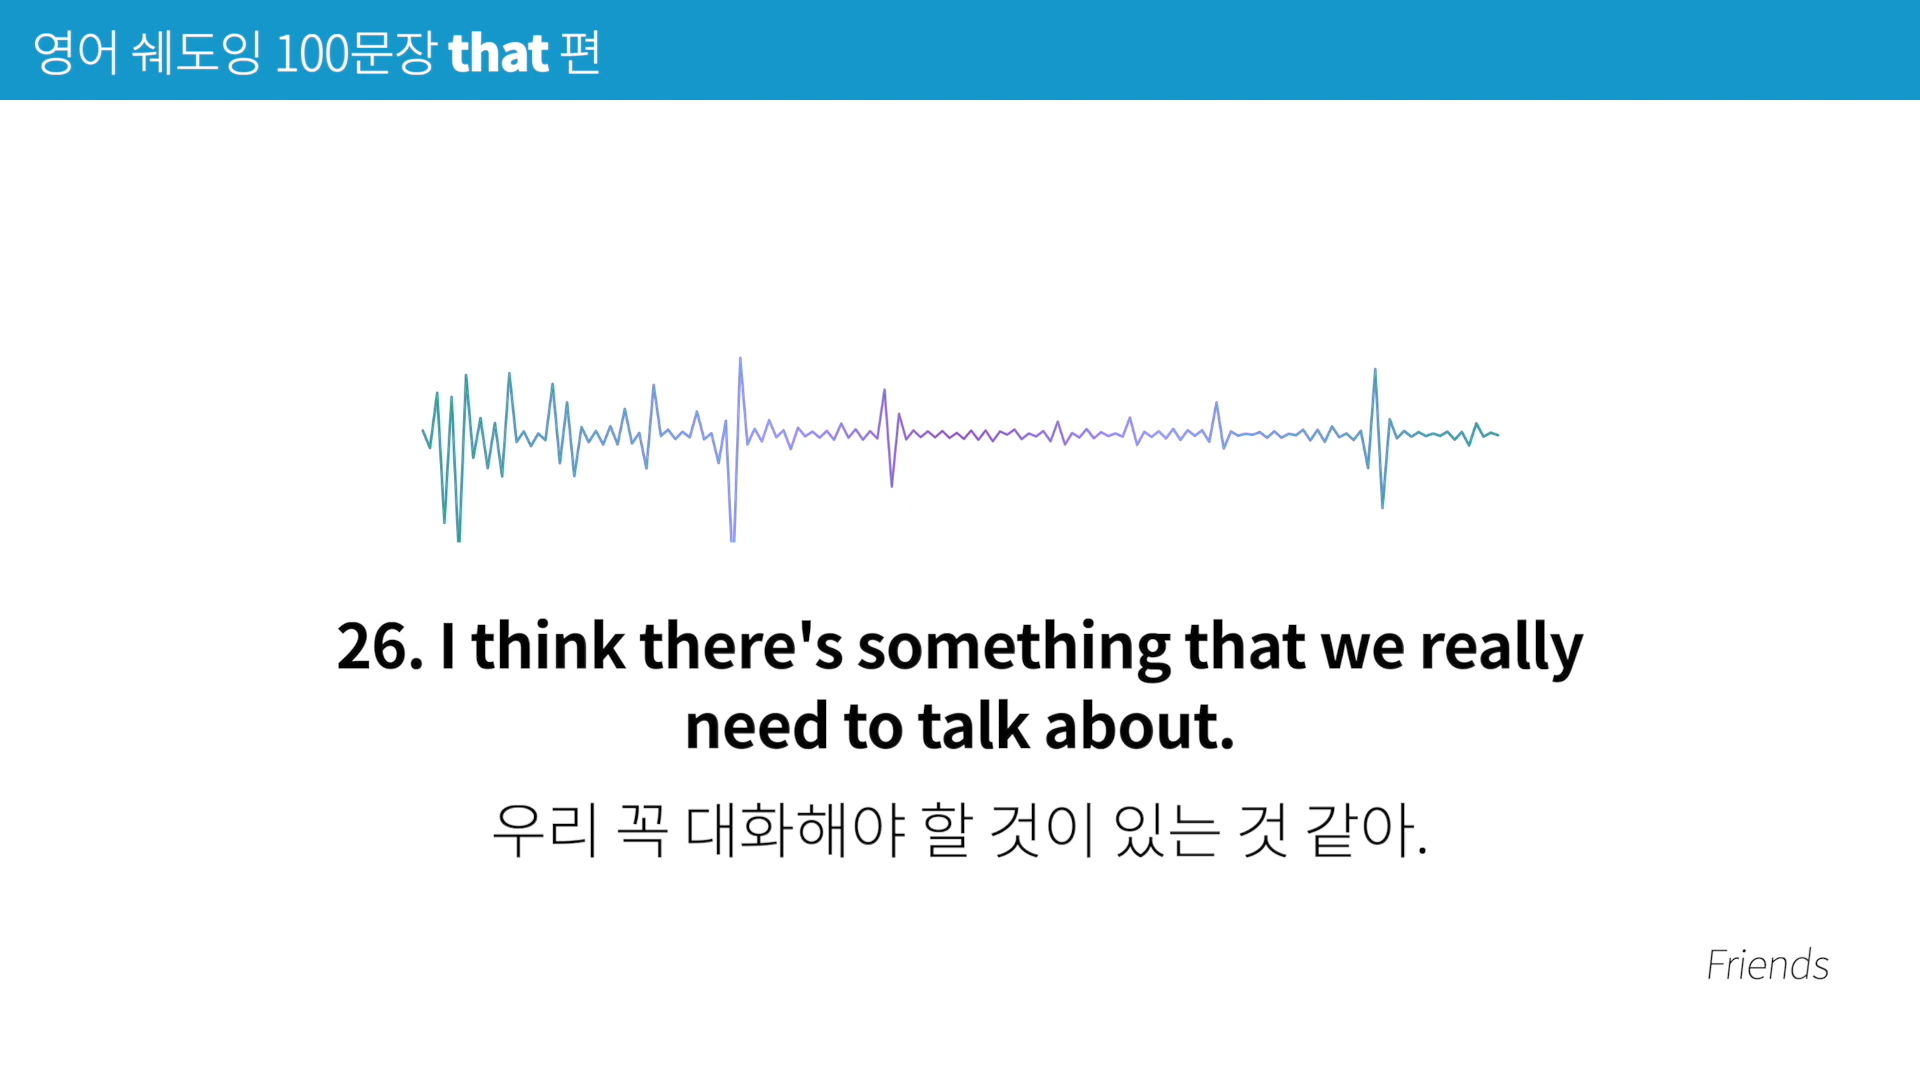 영어 쉐도잉 100문장 that 편
26. I think there's something that we really
need to talk about.
우리 꼭 대화해야 할 것이 있는 것 같아.
Friends